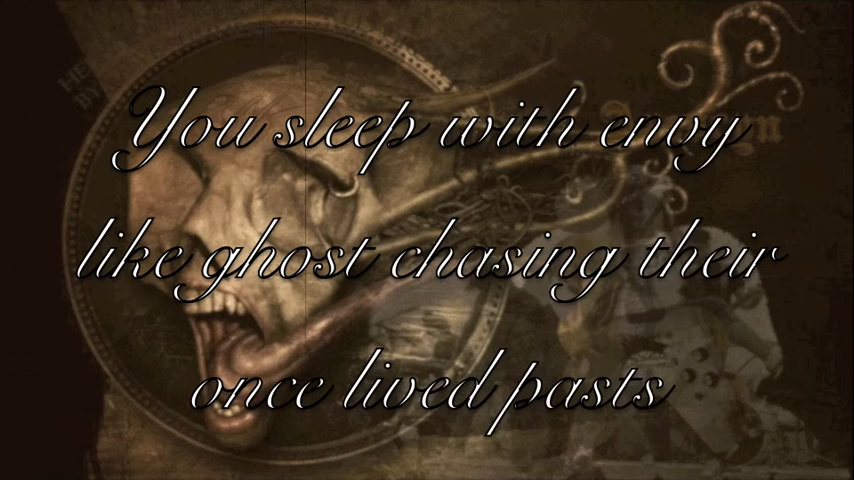 You sleep with envy
like ghost chasing their
once lived pasts